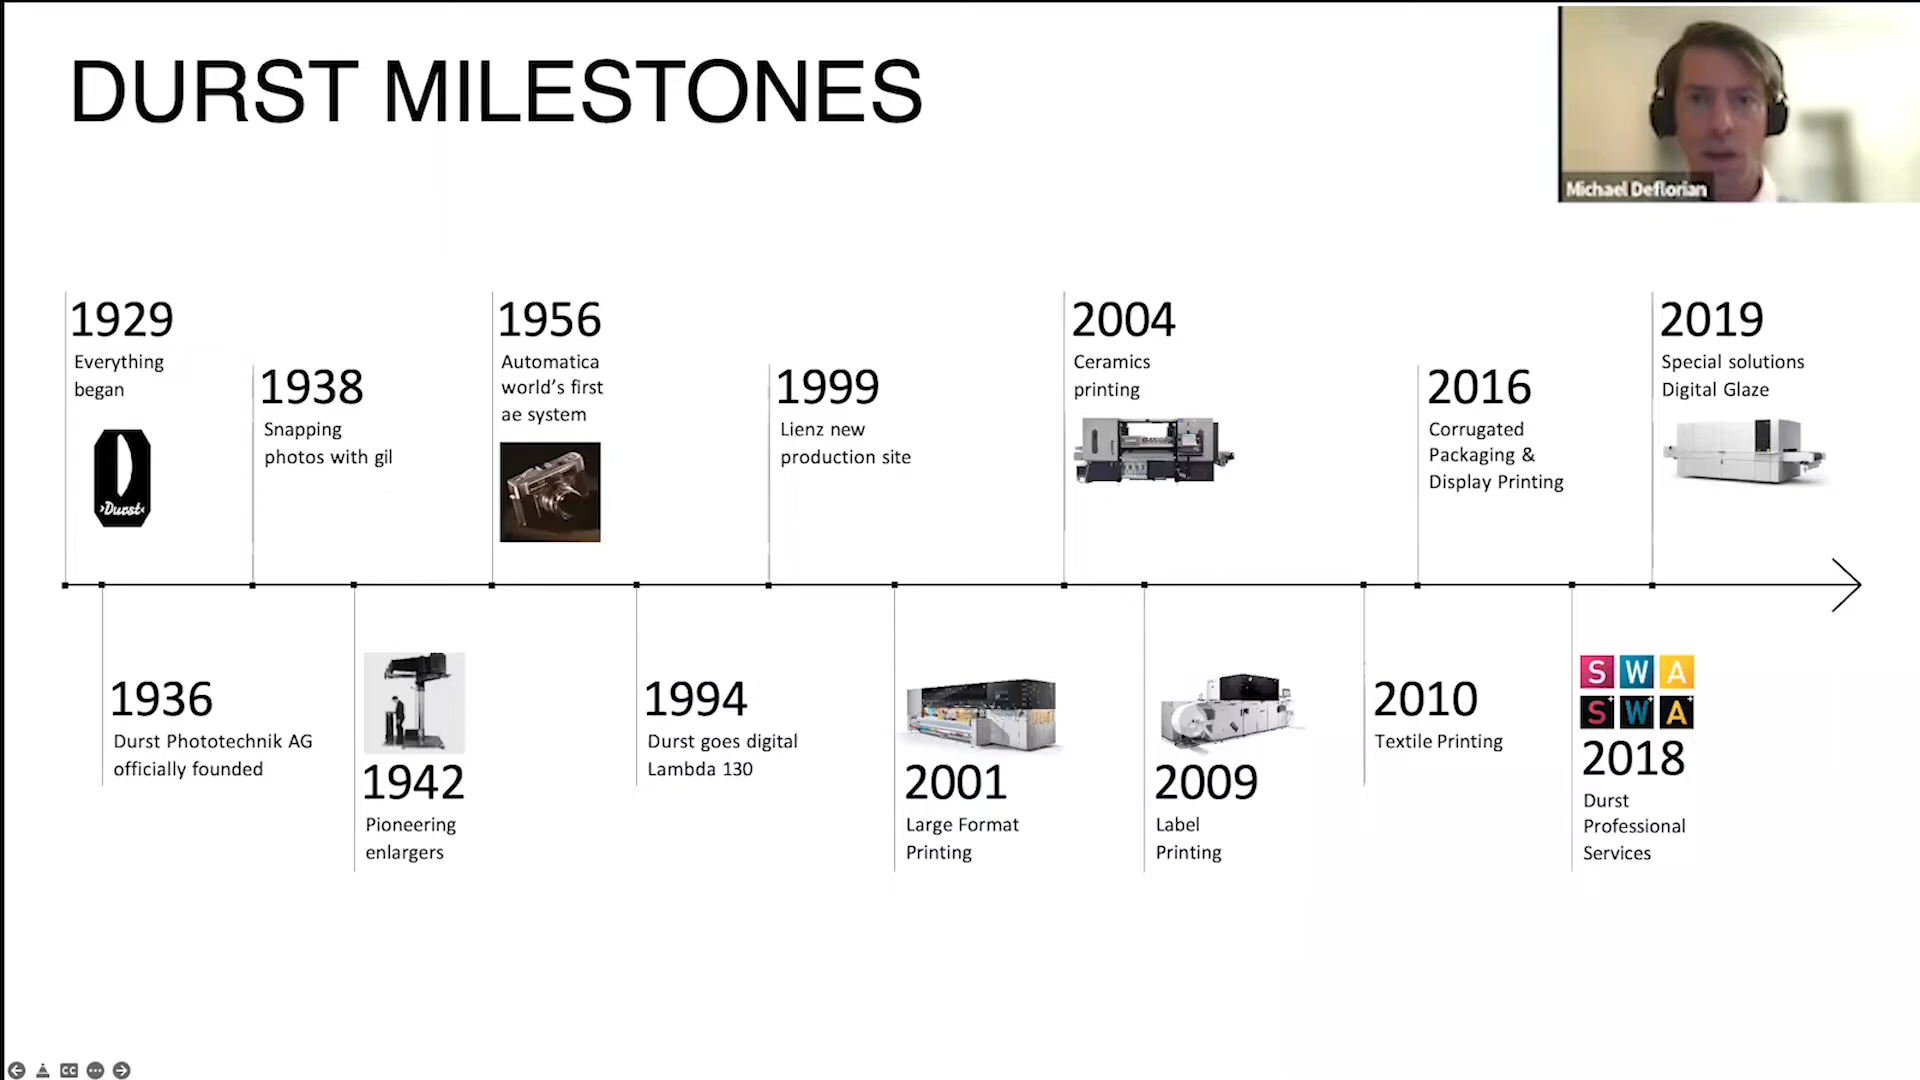 DURST MILESTONES
Michael Deflorian
1929
Everything
began
Durst
1938
Snapping
photos with gil
1956
Automatica
world's first
ae system
1999
Lienz new
production site
2004
Ceramics
printing
2016
Corrugated
Packaging &
Display Printing
2019
Special solutions
Digital Glaze
1936
Durst Phototechnik AG
officially founded
1942
Pioneering
enlargers
1994
Durst goes digital
Lambda 130
2001
Large Format
Printing
2009
Label
Printing
2010
Textile Printing
S W A
S W A
2018
Durst
Professional
Services
CC